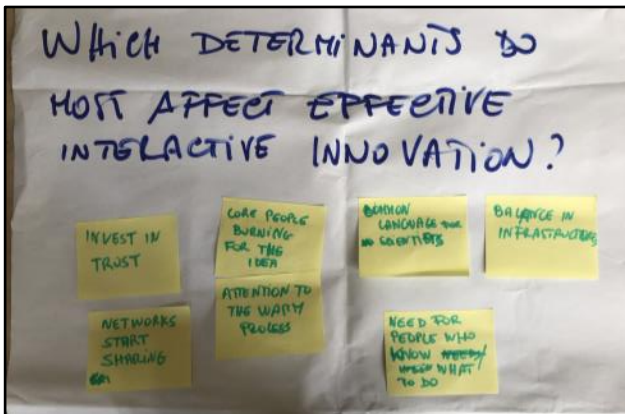 WHICH DETERMINANTS DO
MOST AFFECT EFFECTIVE
INTERACTIVE INNOVATION?
INVEST IN
TRUST
CORE PEOPLE
BURNING
FOR THE
IDEA
COMMON
LANGUAGE
SCIENTISTS
BALANCE IN
INFRASTRUCTURES
NETWORKS
START
SHARING
ATTENTION TO
THE WARM
PROCESS
NEED FOR
PEOPLE WHO
KNOW
WHAT
TO DO